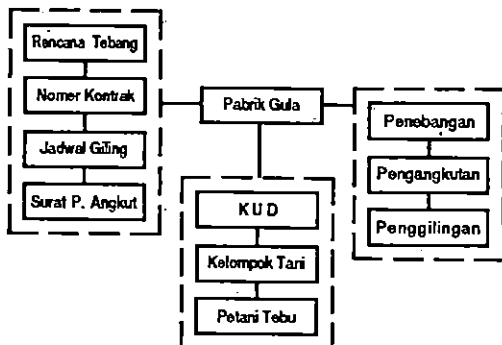 Rencana Tebang
Nomer Kontrak
Jadwal Giling
Surat P. Angkut
Pabrik Gula
KUD
Kelompok Tani
Petani Tebu
Penebangan
Pengangkutan
Penggilingan